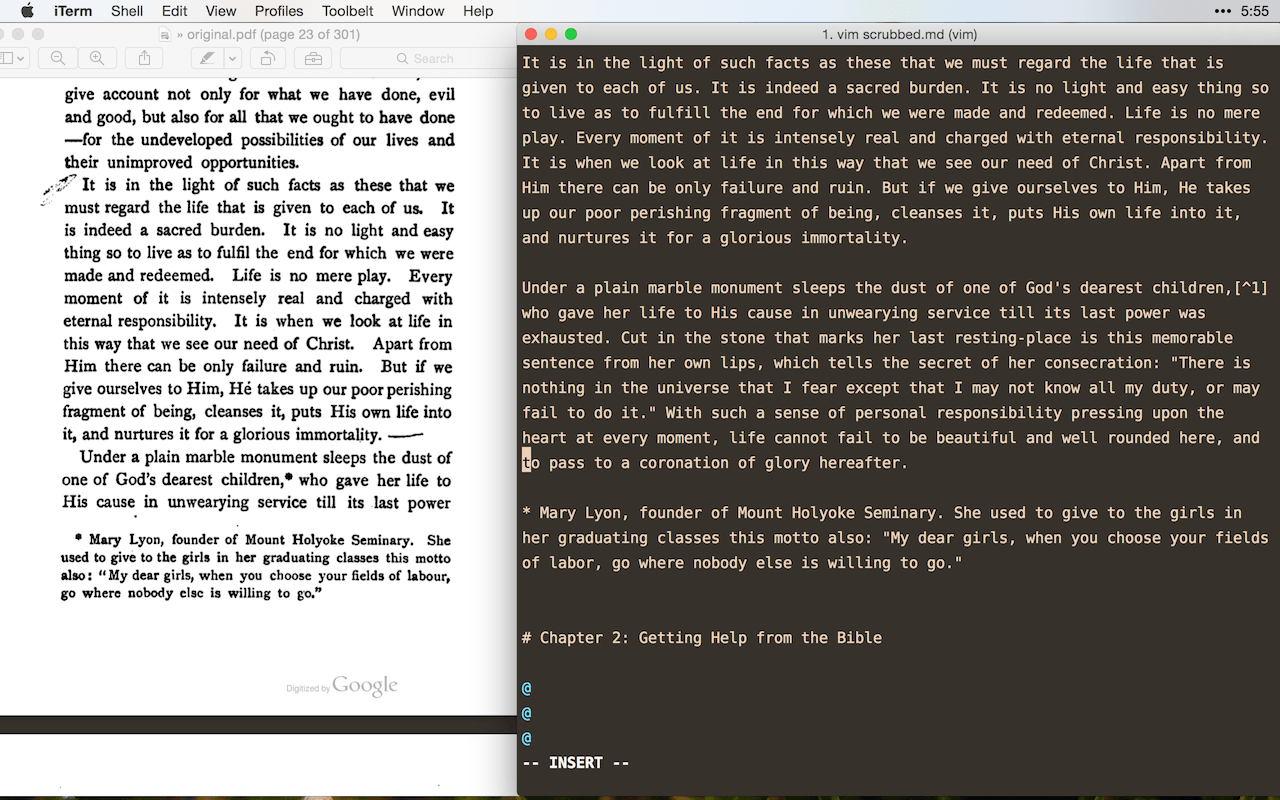 iTerm Shell Edit View Profiles Toolbelt Window Help ••• 5:55
» original.pdf (page 23 of 301)
Search
give account not only for what we have done, evil
and good, but also for all that we ought to have done
—for the undeveloped possibilities of our lives and
their unimproved opportunities.
It is in the light of such facts as these that we
must regard the life that is given to each of us. It
is indeed a sacred burden. It is no light and easy
thing so to live as to fulfil the end for which we were
made and redeemed. Life is no mere play. Every
moment of it is intensely real and charged with
eternal responsibility. It is when we look at life in
this way that we see our need of Christ. Apart from
Him there can be only failure and ruin. But if we
give ourselves to Him, He takes up our poor perishing
fragment of being, cleanses it, puts His own life into
it, and nurtures it for a glorious immortality. —
Under a plain marble monument sleeps the dust of
one of God's dearest children,* who gave her life to
His cause in unwearying service till its last power
* Mary Lyon, founder of Mount Holyoke Seminary. She
used to give to the girls in her graduating classes this motto
also: “My dear girls, when you choose your fields of labour,
go where nobody else is willing to go.”
Digitized by Google
1. vim scrubbed.md (vim)
It is in the light of such facts as these that we must regard the life that is
given to each of us. It is indeed a sacred burden. It is no light and easy thing so
to live as to fulfill the end for which we were made and redeemed. Life is no mere
play. Every moment of it is intensely real and charged with eternal responsibility.
It is when we look at life in this way that we see our need of Christ. Apart from
Him there can be only failure and ruin. But if we give ourselves to Him, He takes
up our poor perishing fragment of being, cleanses it, puts His own life into it,
and nurtures it for a glorious immortality.
Under a plain marble monument sleeps the dust of one of God's dearest children,[^1]
who gave her life to His cause in unwearying service till its last power was
exhausted. Cut in the stone that marks her last resting-place is this memorable
sentence from her own lips, which tells the secret of her consecration: "There is
nothing in the universe that I fear except that I may not know all my duty, or may
fail to do it." With such a sense of personal responsibility pressing upon the
heart at every moment, life cannot fail to be beautiful and well rounded here, and
to pass to a coronation of glory hereafter.
* Mary Lyon, founder of Mount Holyoke Seminary. She used to give to the girls in
her graduating classes this motto also: "My dear girls, when you choose your fields
of labor, go where nobody else is willing to go."
# Chapter 2: Getting Help from the Bible
@
@
@
-- INSERT --